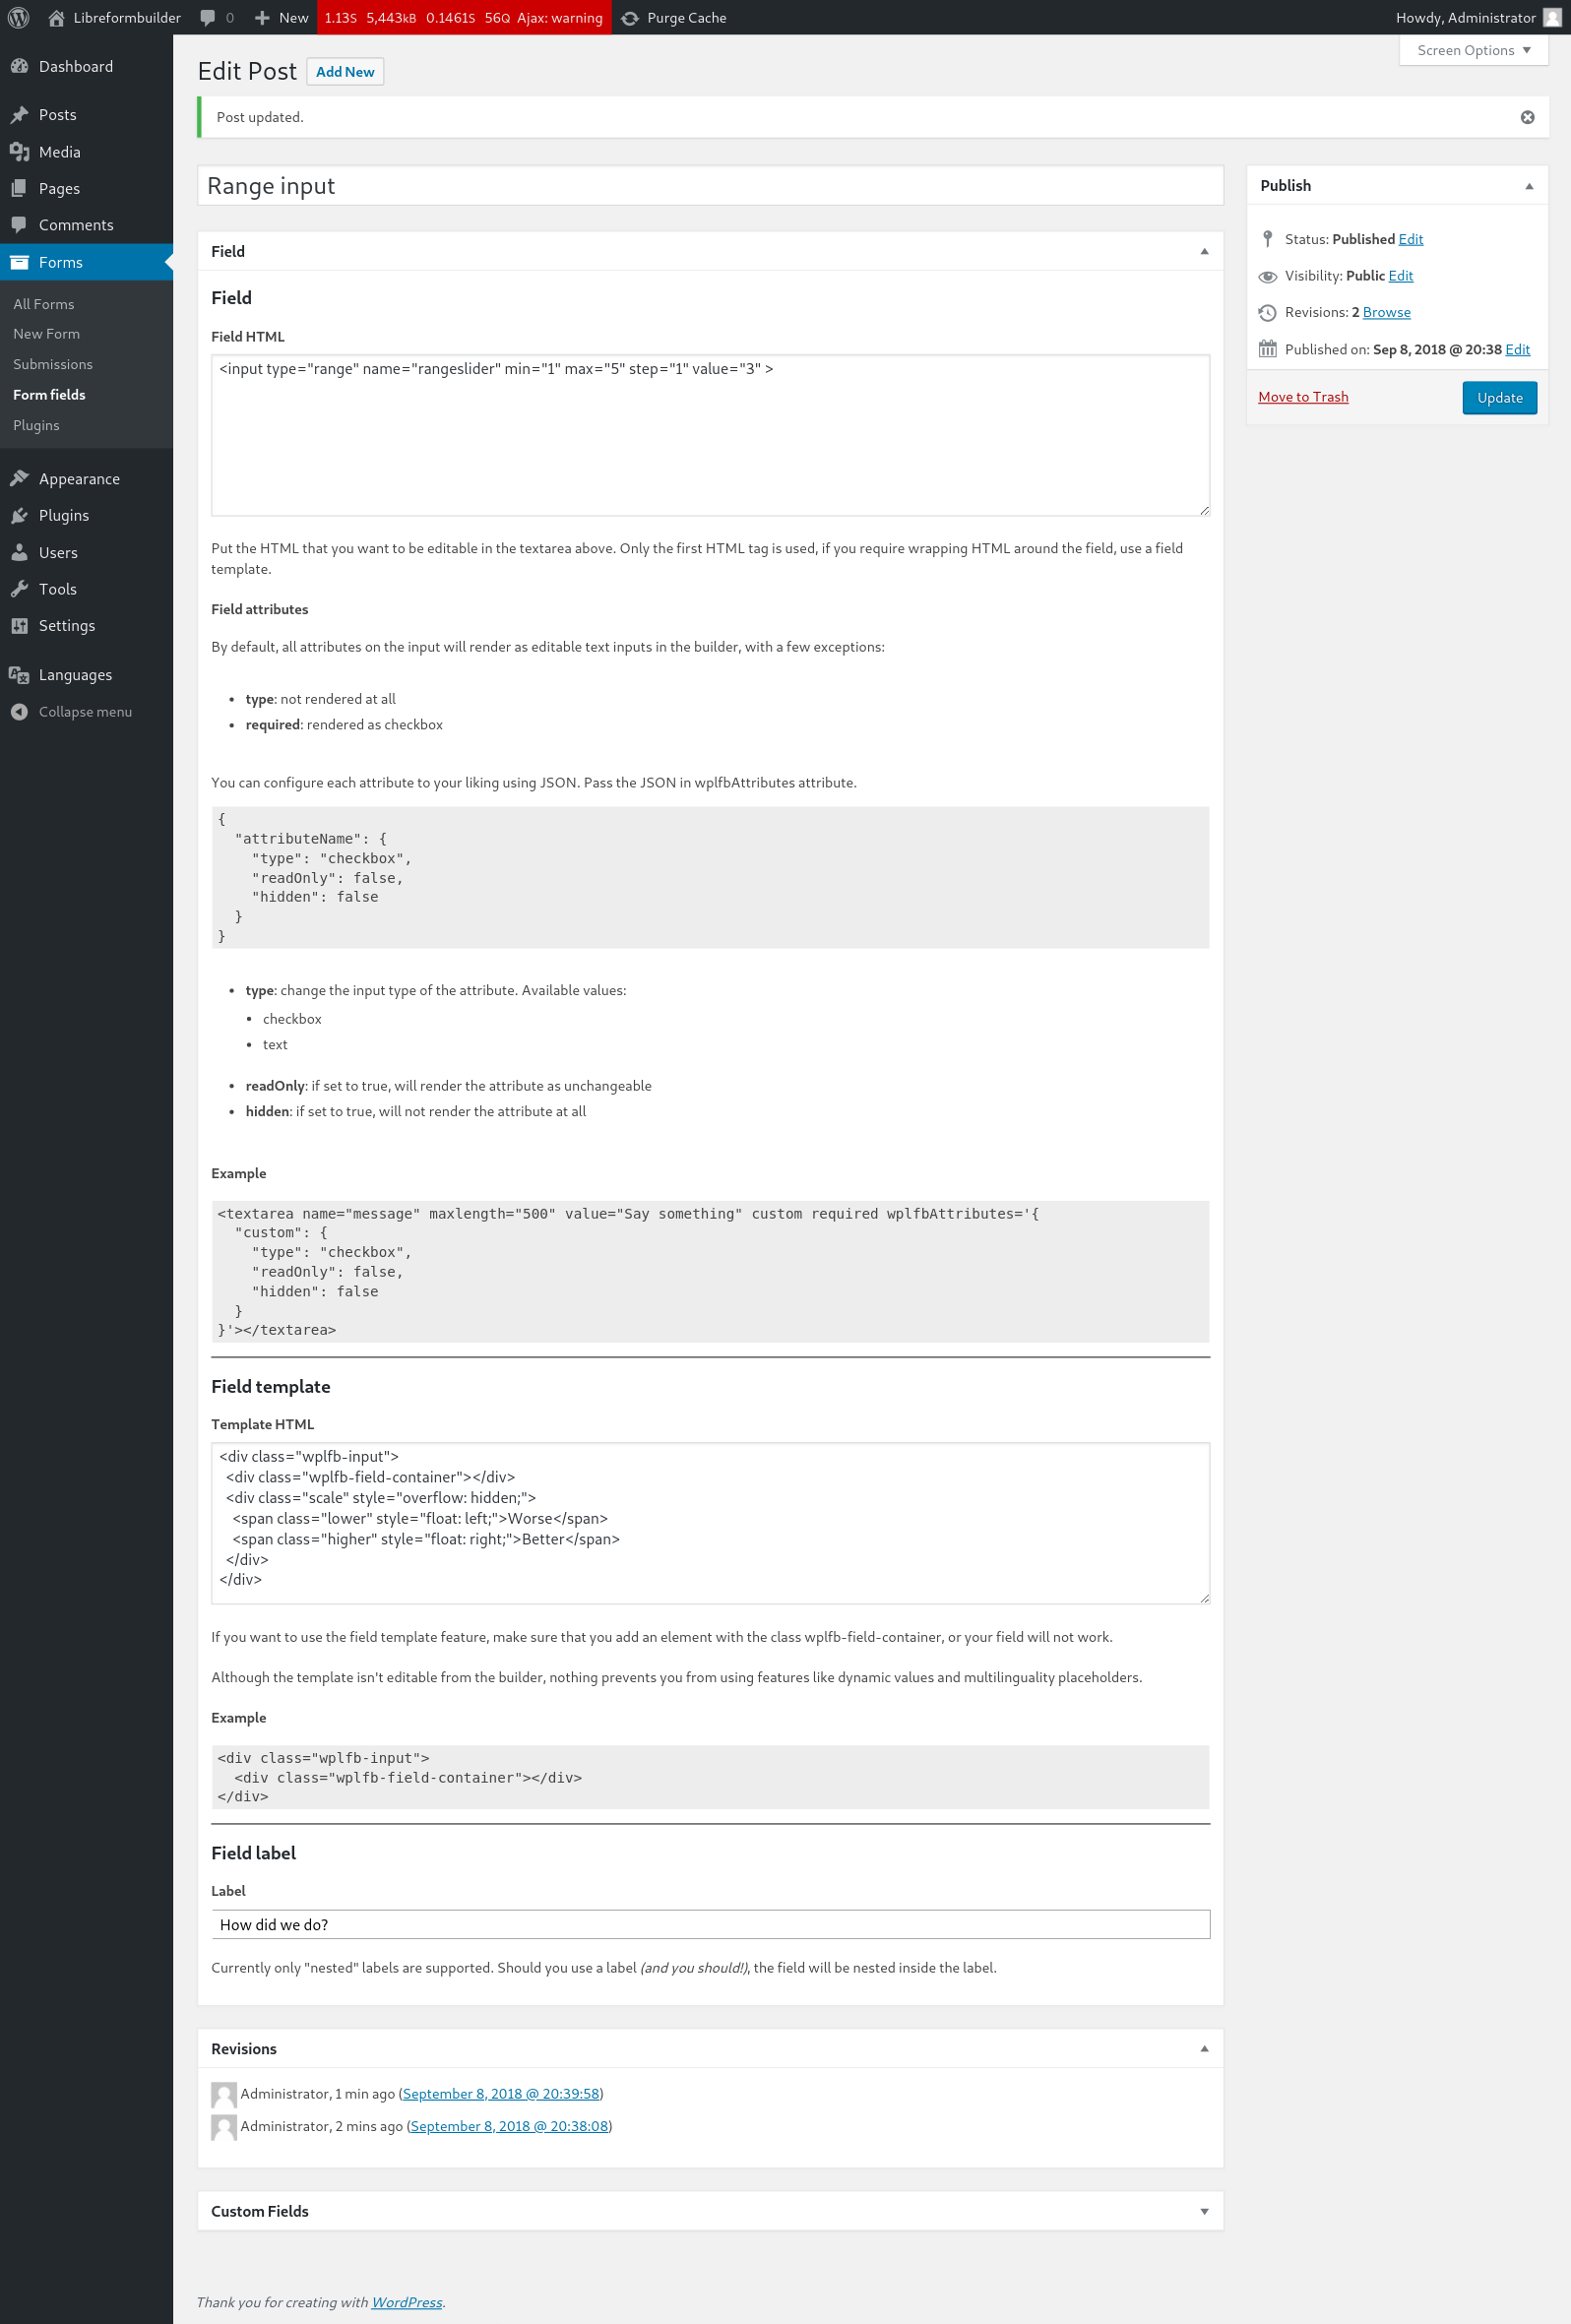 Libreformbuilder 0 New 1.13S 5,443kB 0.1461S 56Q Ajax: warning Purge Cache Howdy, Administrator
Screen Options
Dashboard
Posts
Media
Pages
Comments
Forms
All Forms
New Form
Submissions
Form fields
Plugins
Appearance
Plugins
Users
Tools
Settings
Languages
Collapse menu
Edit Post Add New
Post updated.
Range input
Field
Field
Field HTML
<input type="range" name="rangeslider" min="1" max="5" step="1" value="3" >
Put the HTML that you want to be editable in the textarea above. Only the first HTML tag is used, if you require wrapping HTML around the field, use a field
template.
Field attributes
By default, all attributes on the input will render as editable text inputs in the builder, with a few exceptions:
• type: not rendered at all
• required: rendered as checkbox
You can configure each attribute to your liking using JSON. Pass the JSON in wplfbAttributes attribute.
{
  "attributeName": {
    "type": "checkbox",
    "readOnly": false,
    "hidden": false
  }
}
• type: change the input type of the attribute. Available values:
• checkbox
• text
• readOnly: if set to true, will render the attribute as unchangeable
• hidden: if set to true, will not render the attribute at all
Example
<textarea name="message" maxlength="500" value="Say something" custom required wplfbAttributes='{
  "custom": {
    "type": "checkbox",
    "readOnly": false,
    "hidden": false
  }
}'></textarea>
Field template
Template HTML
<div class="wplfb-input">
  <div class="wplfb-field-container"></div>
  <div class="scale" style="overflow: hidden;">
    <span class="lower" style="float: left;">Worse</span>
    <span class="higher" style="float: right;">Better</span>
  </div>
</div>
If you want to use the field template feature, make sure that you add an element with the class wplfb-field-container, or your field will not work.
Although the template isn't editable from the builder, nothing prevents you from using features like dynamic values and multilinguality placeholders.
Example
<div class="wplfb-input">
  <div class="wplfb-field-container"></div>
</div>
Field label
Label
How did we do?
Currently only "nested" labels are supported. Should you use a label (and you should!), the field will be nested inside the label.
Revisions
Administrator, 1 min ago (September 8, 2018 @ 20:39:58)
Administrator, 2 mins ago (September 8, 2018 @ 20:38:08)
Custom Fields
Publish
Status: Published Edit
Visibility: Public Edit
Revisions: 2 Browse
Published on: Sep 8, 2018 @ 20:38 Edit
Move to Trash Update
Thank you for creating with WordPress.